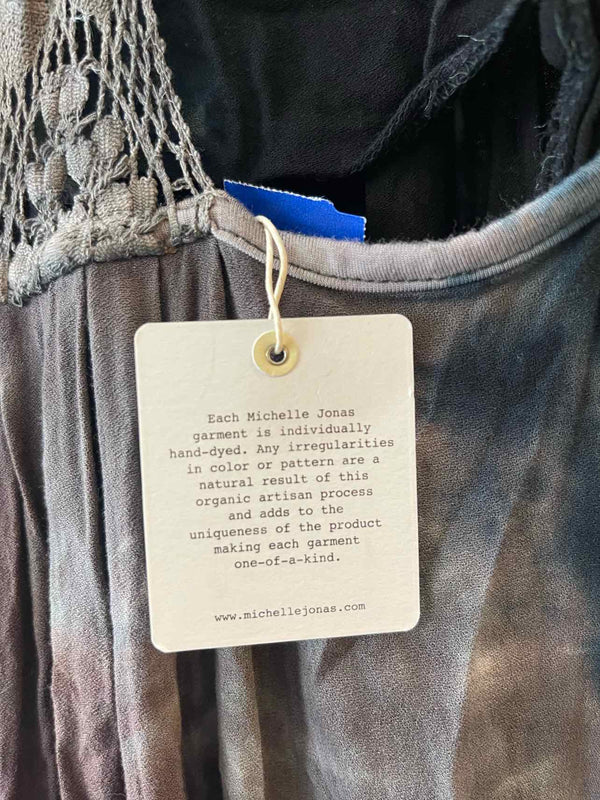 Each Michelle Jonas
garment is individually
hand-dyed. Any irregularities
in color or pattern are a
natural result of this
organic artisan process
and adds to the
uniqueness of the product
making each garment
one-of-a-kind.
www.michellejonas.com